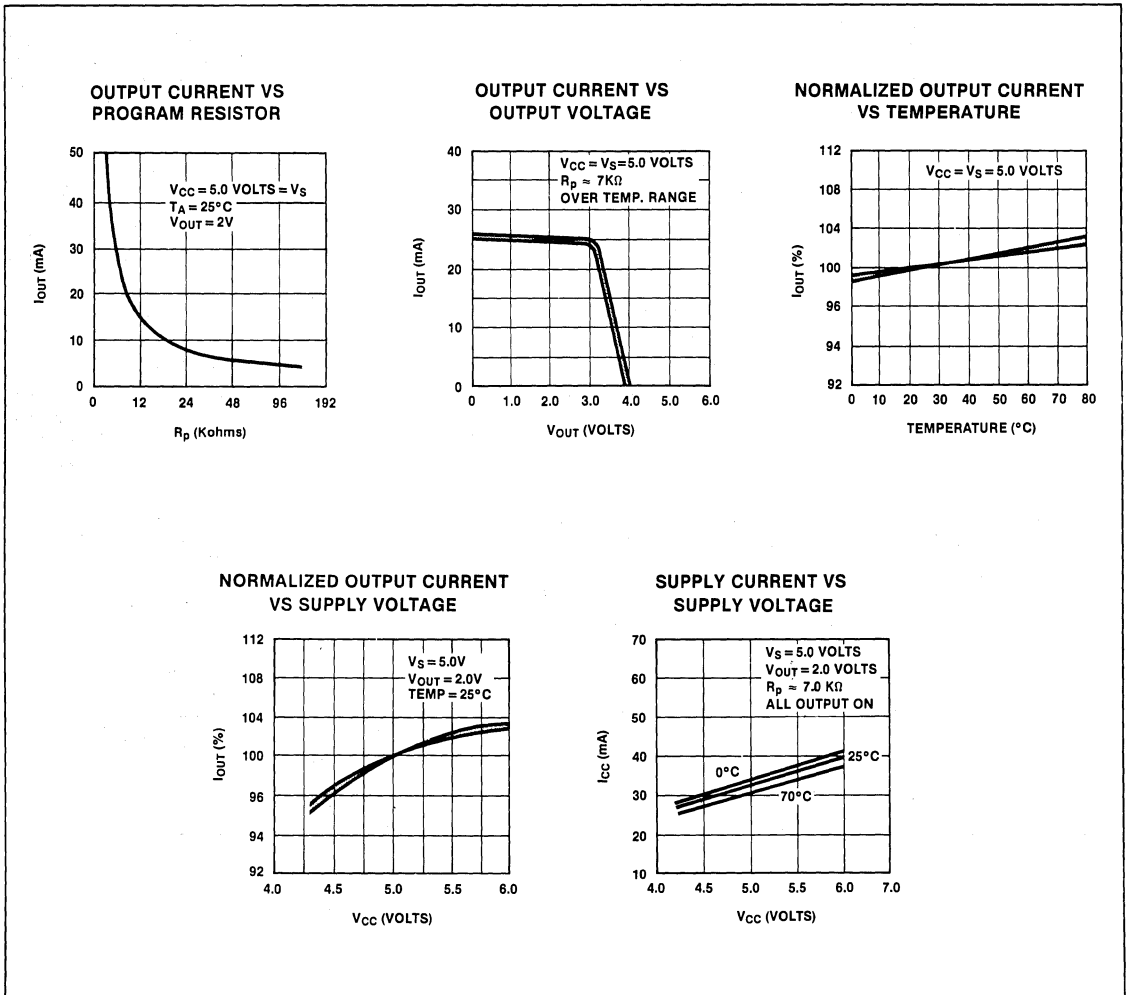 OUTPUT CURRENT VS
PROGRAM RESISTOR
50
40
30
20
10
0
IOUT (mA)
VCC = 5.0 VOLTS = VS
TA = 25°C
VOUT = 2V
0 12 24 48 96 192
Rp (Kohms)
OUTPUT CURRENT VS
OUTPUT VOLTAGE
40
30
20
10
0
IOUT (mA)
VCC = VS = 5.0 VOLTS
Rp ≈ 7KΩ
OVER TEMP. RANGE
0 1.0 2.0 3.0 4.0 5.0 6.0
VOUT (VOLTS)
NORMALIZED OUTPUT CURRENT
VS TEMPERATURE
112
108
104
100
96
94
92
IOUT (%)
VCC = VS = 5.0 VOLTS
0 10 20 30 40 50 60 70 80
TEMPERATURE (°C)
NORMALIZED OUTPUT CURRENT
VS SUPPLY VOLTAGE
112
108
104
100
96
94
92
IOUT (%)
VS = 5.0V
VOUT = 2.0V
TEMP = 25°C
4.0 4.5 5.0 5.5 6.0
VCC (VOLTS)
SUPPLY CURRENT VS
SUPPLY VOLTAGE
70
60
50
40
30
20
10
ICC (mA)
VS = 5.0 VOLTS
VOUT = 2.0 VOLTS
Rp ≈ 7.0 KΩ
ALL OUTPUT ON
0°C
25°C
70°C
4.0 4.5 5.0 5.5 6.0 7.0
VCC (VOLTS)